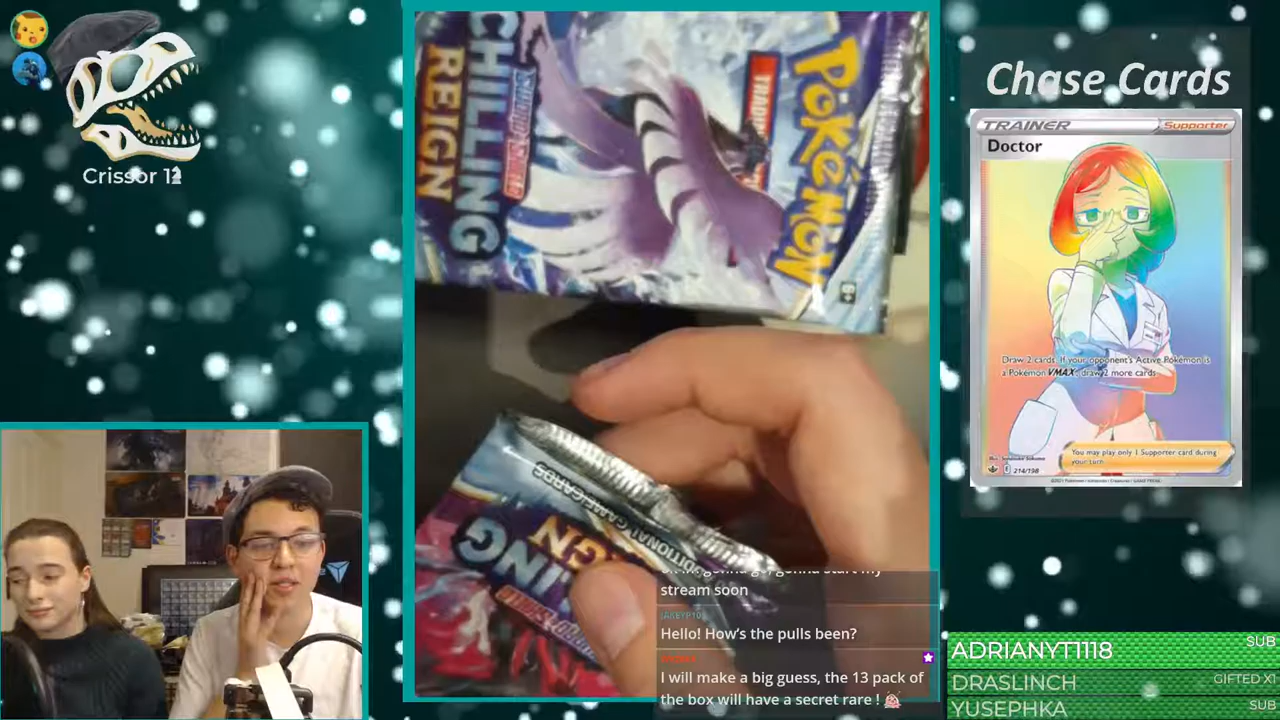 Crissor 12
CHILLING
REIGN
POKéMON
Chase Cards
TRAINER
Supporter
Doctor
Draw 2 cards. If your opponent's Active Pokémon is
a Pokémon VMAX, draw 2 more cards.
You may play only 1 Supporter card during
your turn.
214/198
stream soon
Hello! How's the pulls been?
I will make a big guess, the 13 pack of
the box will have a secret rare !
ADRIANYT1118
SUB
DRASLINCH
GIFTED X1
YUSEPHKA
SUB